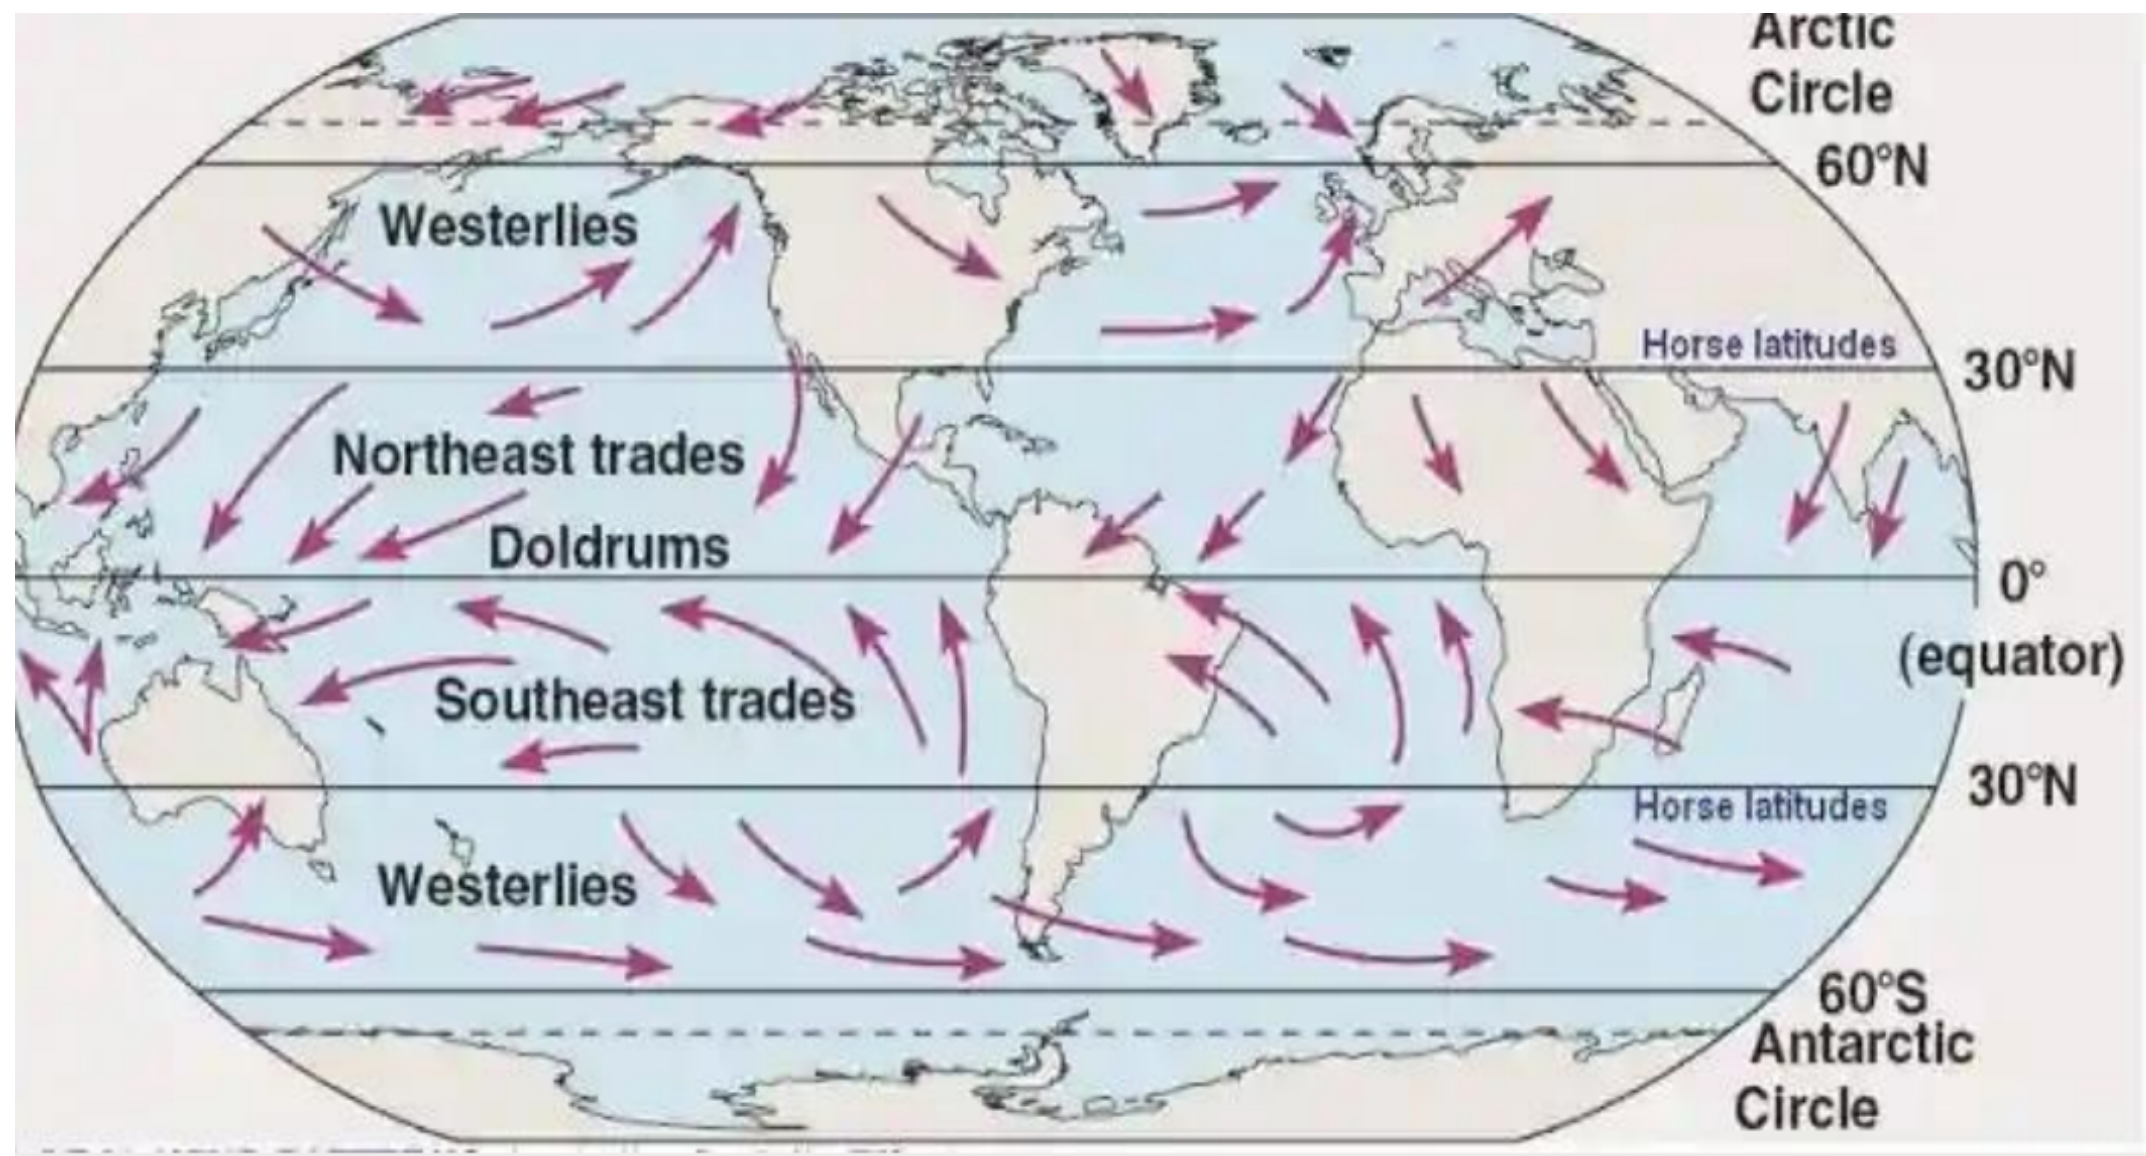 Arctic
Circle
60°N
Westerlies
Horse latitudes
30°N
Northeast trades
Doldrums
0°
(equator)
Southeast trades
30°N
Horse latitudes
Westerlies
60°S
Antarctic
Circle